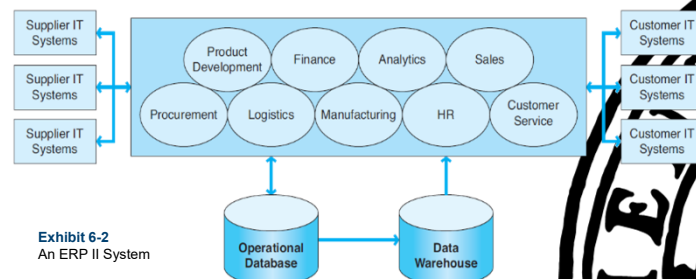 Supplier IT
Systems
Supplier IT
Systems
Supplier IT
Systems
Product
Development
Finance
Analytics
Sales
Procurement
Logistics
Manufacturing
HR
Customer
Service
Customer IT
Systems
Customer IT
Systems
Customer IT
Systems
Operational
Database
Data
Warehouse
Exhibit 6-2
An ERP II System